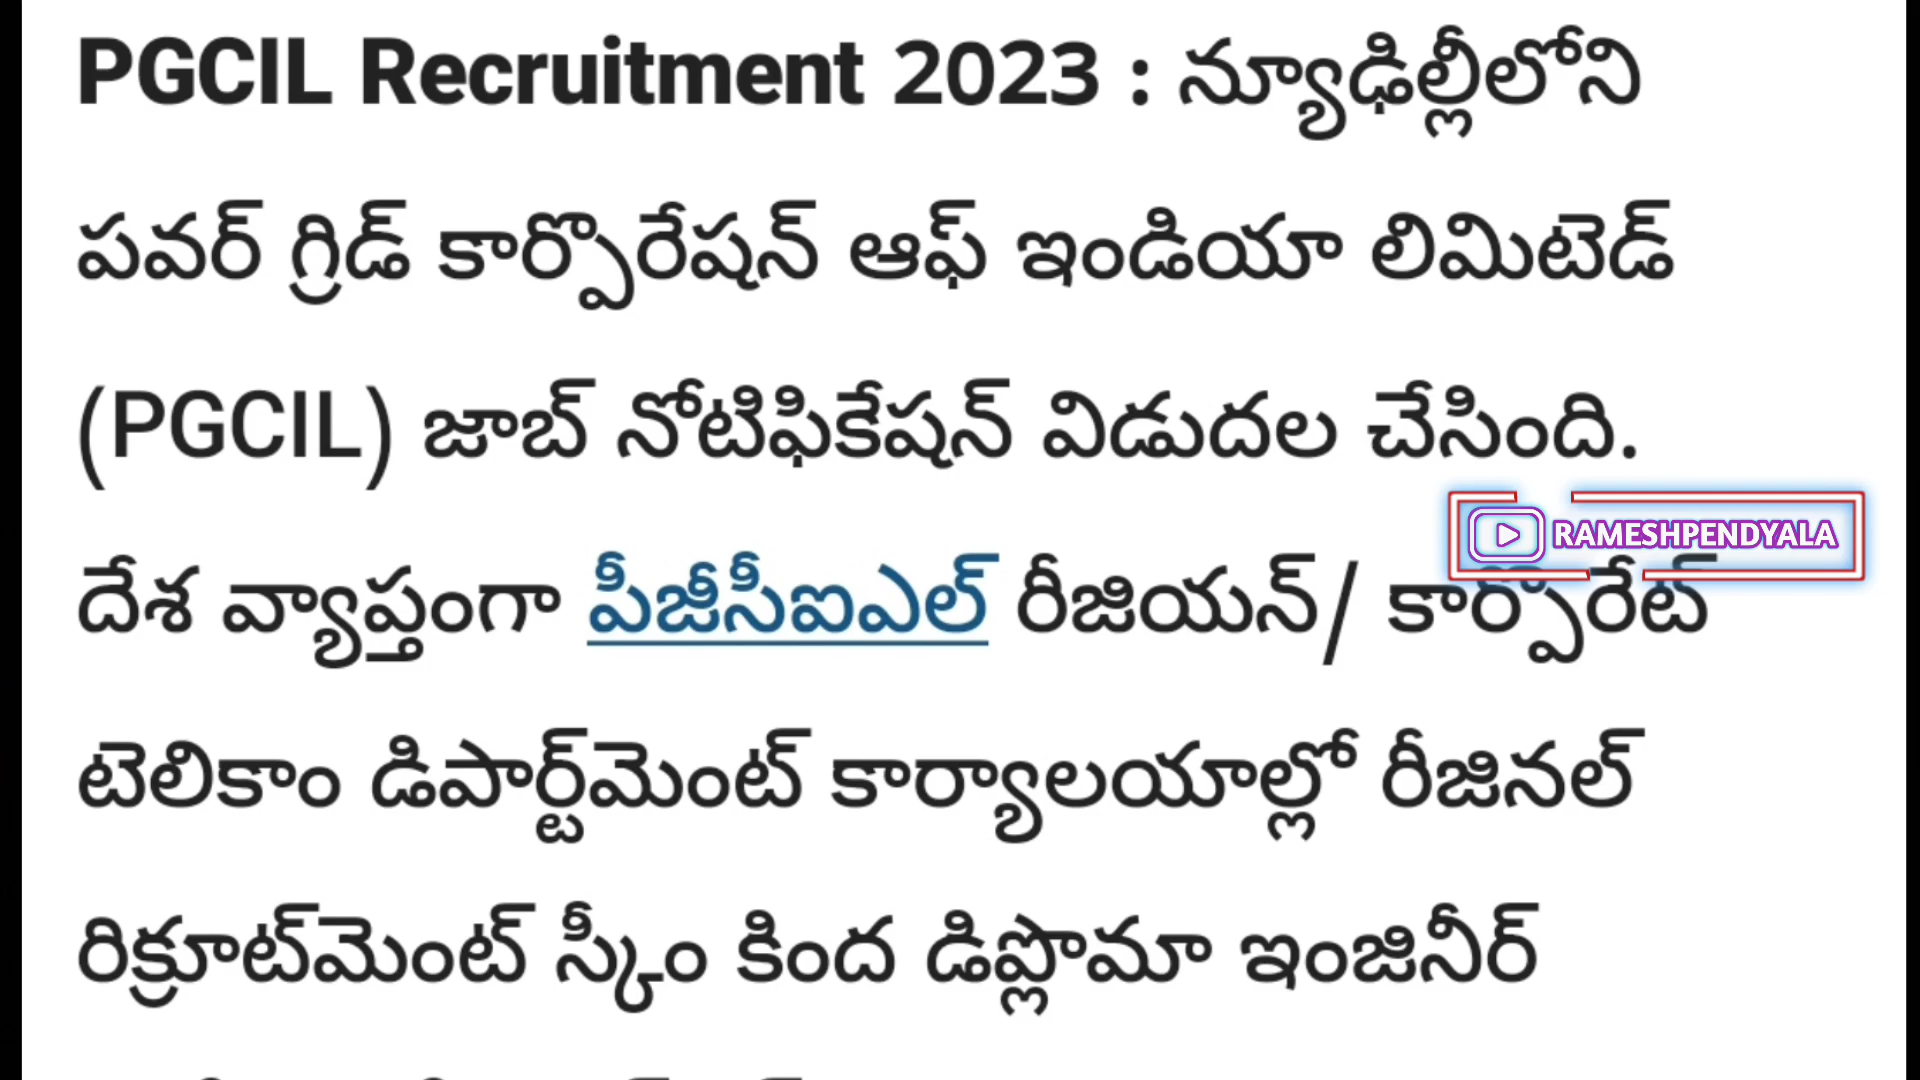 PGCIL Recruitment 2023 : న్యూఢిల్లీలోని
పవర్ గ్రిడ్ కార్పొరేషన్ ఆఫ్ ఇండియా లిమిటెడ్
(PGCIL) జాబ్ నోటిఫికేషన్ విడుదల చేసింది.
RAMESHPENDYALA
దేశ వ్యాప్తంగా పీజీసీఐఎల్ రీజియన్/ కార్పొరేట్
టెలికాం డిపార్ట్‌మెంట్ కార్యాలయాల్లో రీజినల్
రిక్రూట్‌మెంట్ స్కీం కింద డిప్లొమా ఇంజినీర్